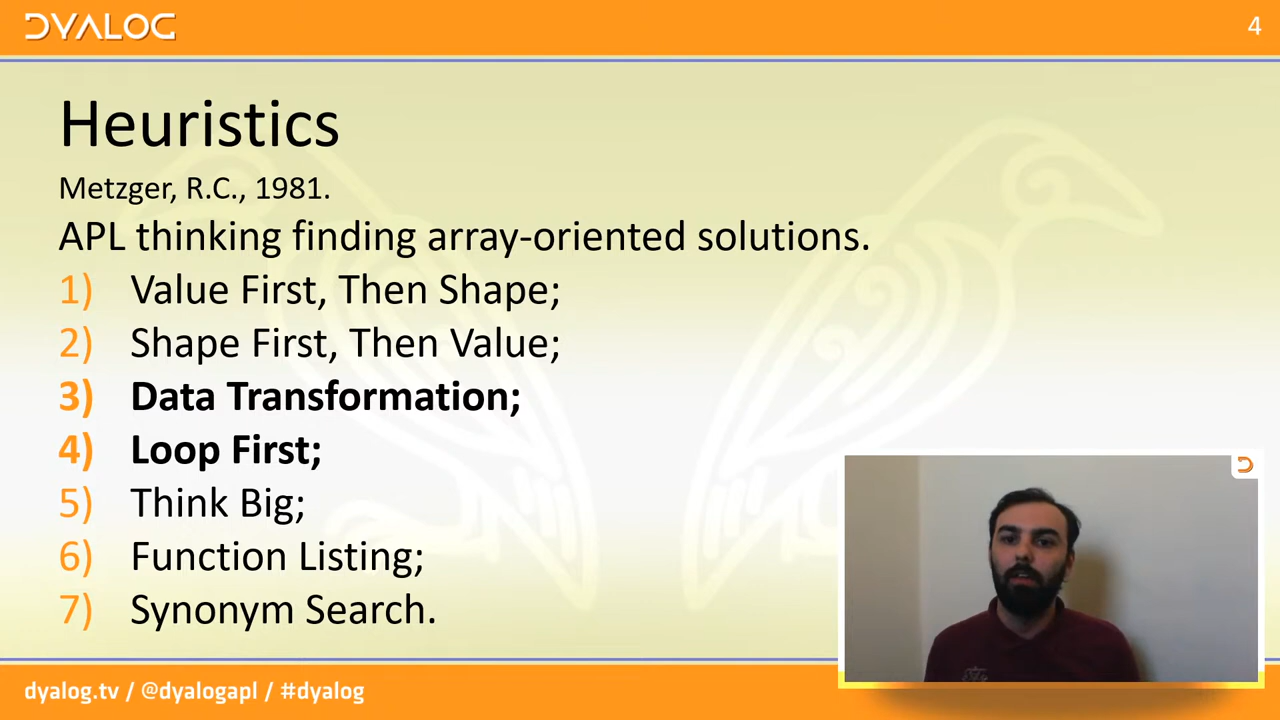 DYALOG
4
Heuristics
Metzger, R.C., 1981.
APL thinking finding array-oriented solutions.
1) Value First, Then Shape;
2) Shape First, Then Value;
3) Data Transformation;
4) Loop First;
5) Think Big;
6) Function Listing;
7) Synonym Search.
dyalog.tv / @dyalogapl / #dyalog